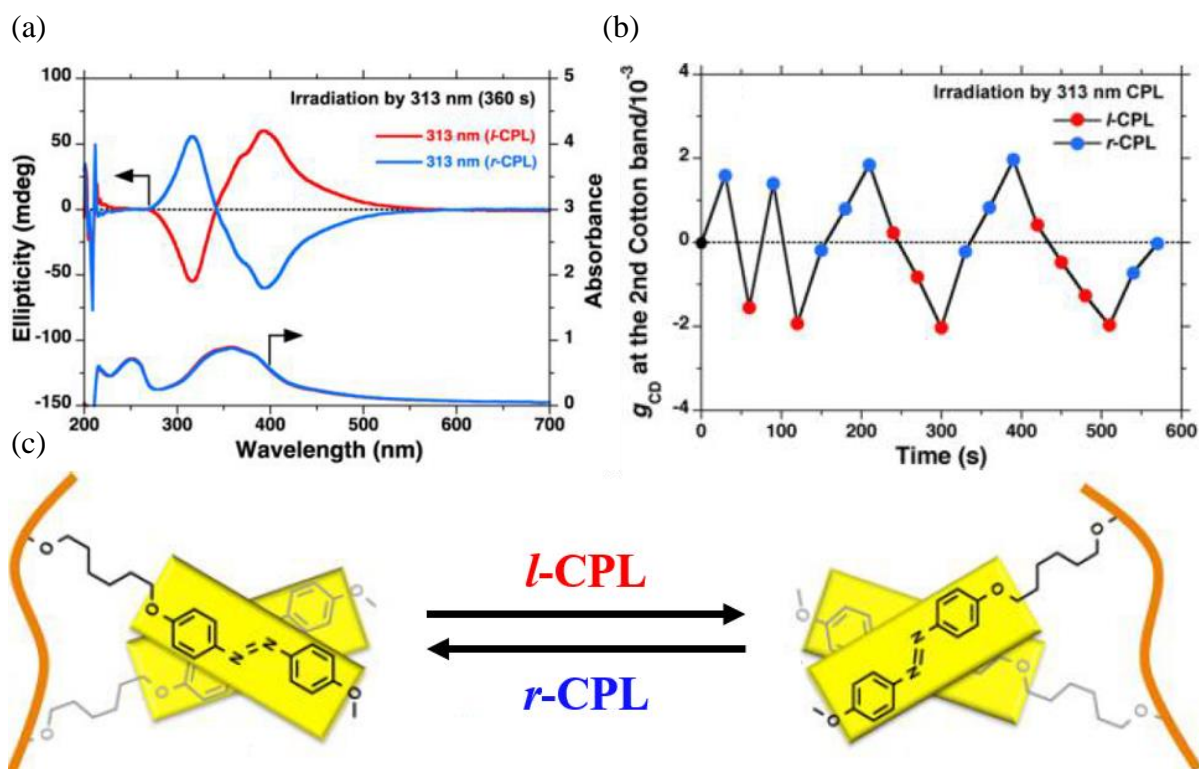 (a)
100
50
0
-50
-100
-150
Ellipticity (mdeg)
Irradiation by 313 nm (360 s)
313 nm (l-CPL)
313 nm (r-CPL)
5
4
3
2
1
0
Absorbance
200 300 400 500 600 700
Wavelength (nm)
(b)
4
2
0
-2
-4
gCD at the 2nd Cotton band/10-3
Irradiation by 313 nm CPL
l-CPL
r-CPL
0 100 200 300 400 500 600
Time (s)
(c)
O
O
N
N
O
O
O
O
l-CPL
r-CPL
O
O
N
N
O
O
O
O